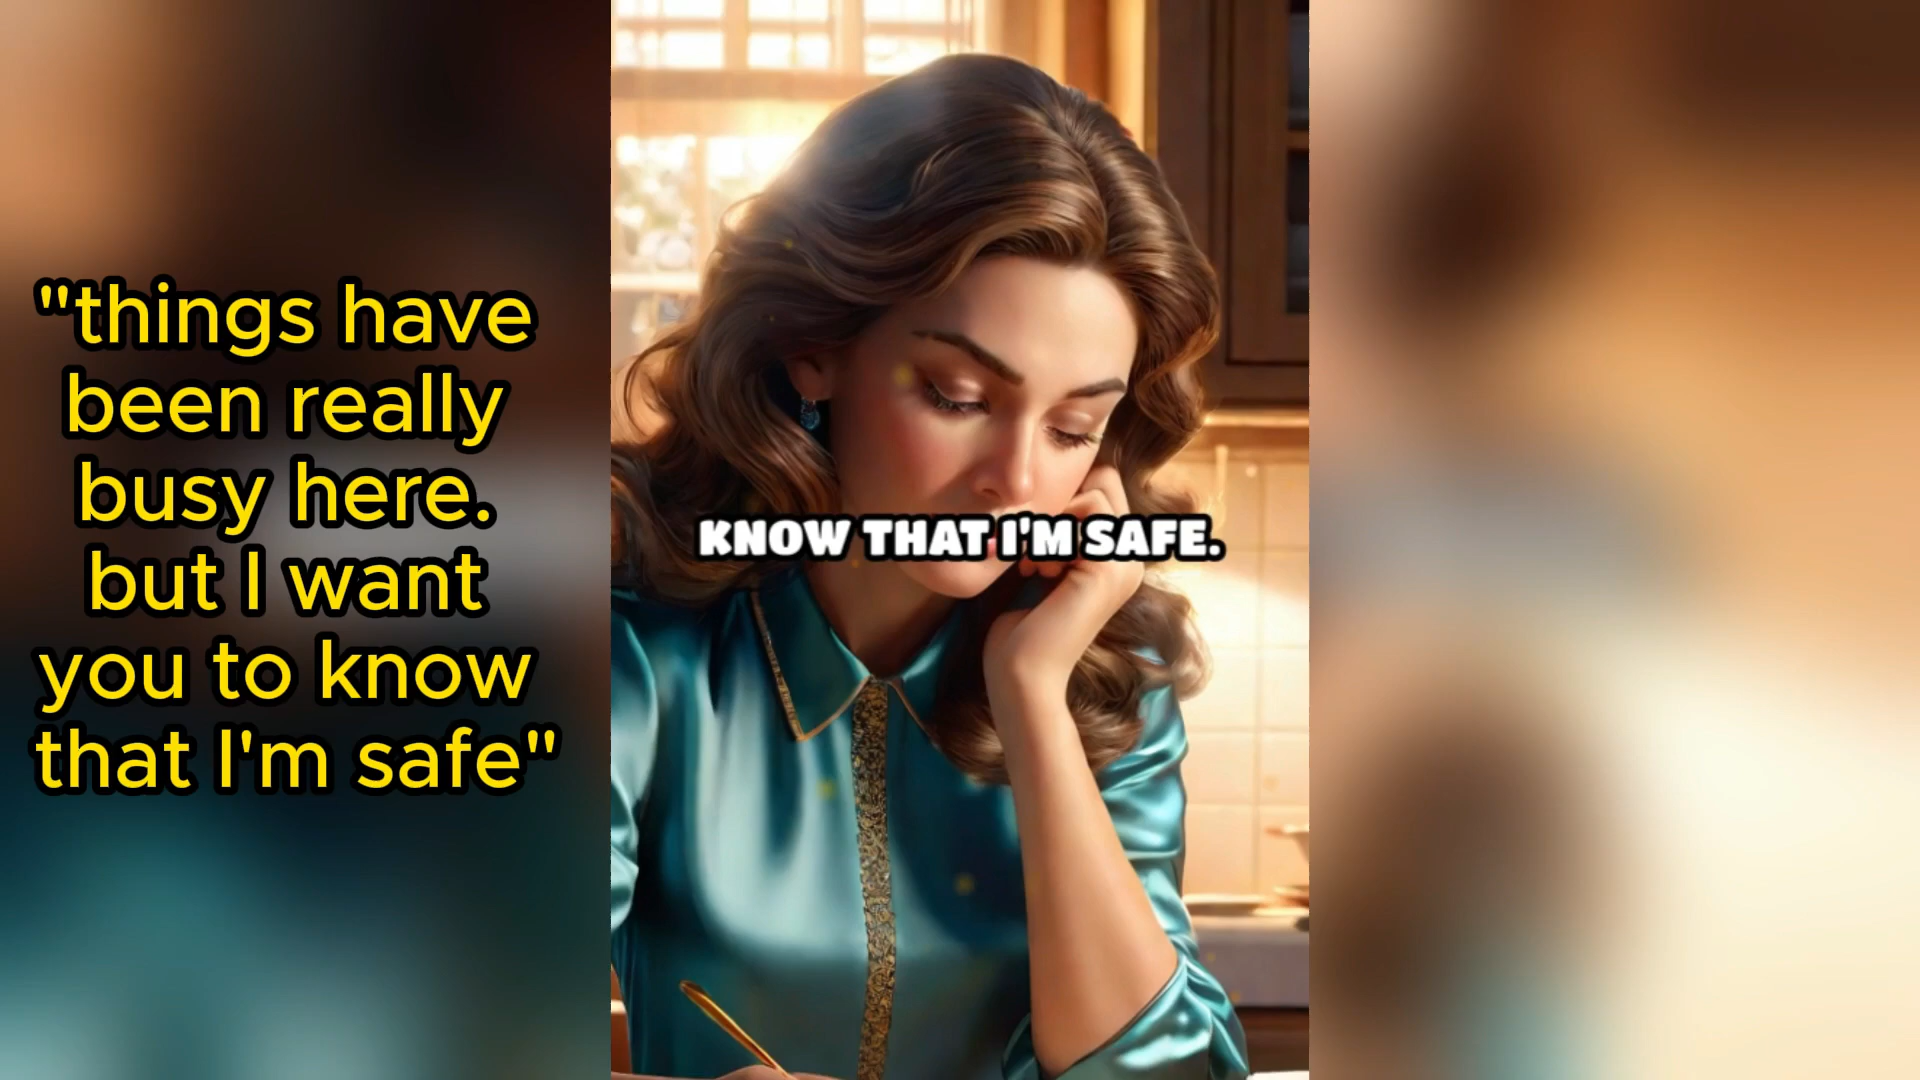 "things have
been really
busy here.
but I want
you to know
that I'm safe"
KNOW THAT I'M SAFE.